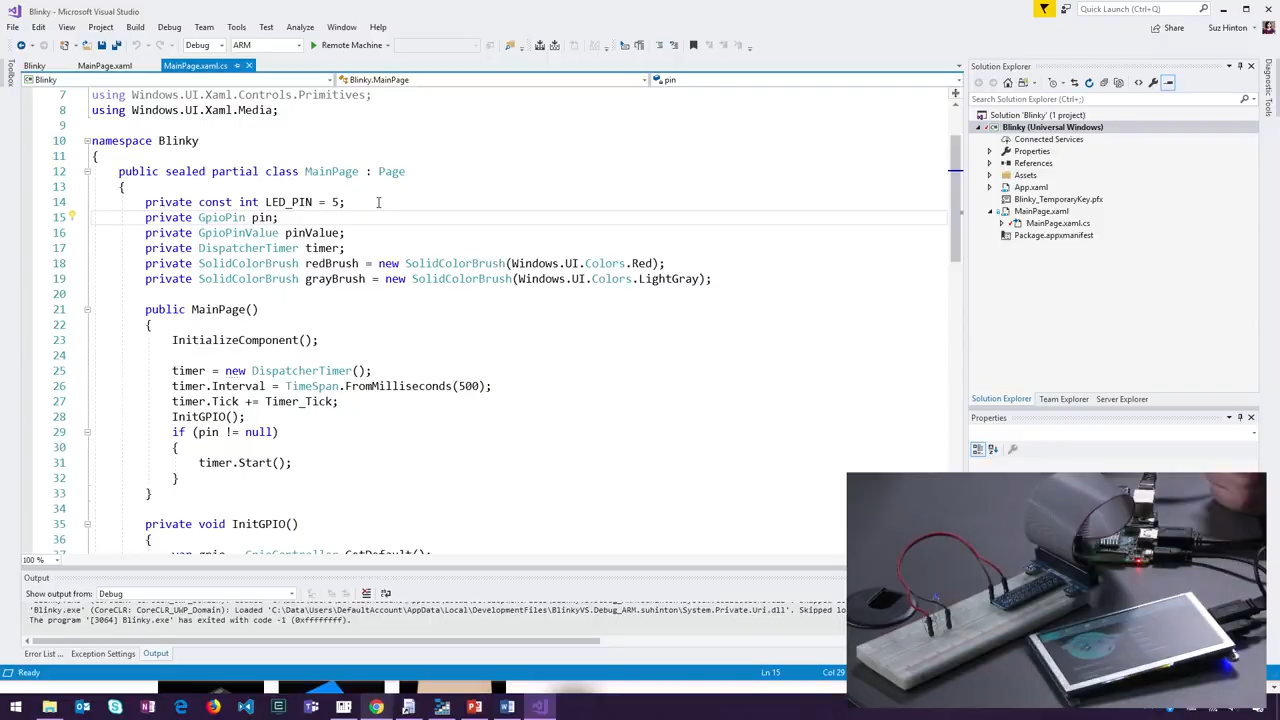 Blinky - Microsoft Visual Studio
Quick Launch (Ctrl+;)
File Edit View Project Build Debug Team Tools Test Analyze Window Help
Share Suz Hinton
Debug ARM Remote Machine
Blinky MainPage.xaml MainPage.xaml.cs
Toolbox
Blinky Blinky.MainPage pin
7 using Windows.UI.Xaml.Controls.Primitives;
8 using Windows.UI.Xaml.Media;
9
10 namespace Blinky
11 {
12 public sealed partial class MainPage : Page
13 {
14 private const int LED_PIN = 5;
15 private GpioPin pin;
16 private GpioPinValue pinValue;
17 private DispatcherTimer timer;
18 private SolidColorBrush redBrush = new SolidColorBrush(Windows.UI.Colors.Red);
19 private SolidColorBrush grayBrush = new SolidColorBrush(Windows.UI.Colors.LightGray);
20
21 public MainPage()
22 {
23 InitializeComponent();
24
25 timer = new DispatcherTimer();
26 timer.Interval = TimeSpan.FromMilliseconds(500);
27 timer.Tick += Timer_Tick;
28 InitGPIO();
29 if (pin != null)
30 {
31 timer.Start();
32 }
33 }
34
35 private void InitGPIO()
36 {
37 var gpio = GpioController.GetDefault();
100 %
Output
Show output from: Debug
'Blinky.exe' (CoreCLR: CoreCLR_UWP_Domain): Loaded 'C:\Data\Users\DefaultAccount\AppData\Local\DevelopmentFiles\BlinkyVS.Debug_ARM.suhinton\System.Private.Uri.dll'. Skipped lo
The program '[3064] Blinky.exe' has exited with code -1 (0xffffffff).
Error List ... Exception Settings Output
Ready Ln 15 Col 29
Solution Explorer
Search Solution Explorer (Ctrl+;)
Solution 'Blinky' (1 project)
Blinky (Universal Windows)
Connected Services
Properties
References
Assets
App.xaml
Blinky_TemporaryKey.pfx
MainPage.xaml
MainPage.xaml.cs
Package.appxmanifest
Solution Explorer Team Explorer Server Explorer
Properties
Diagnostic Tools